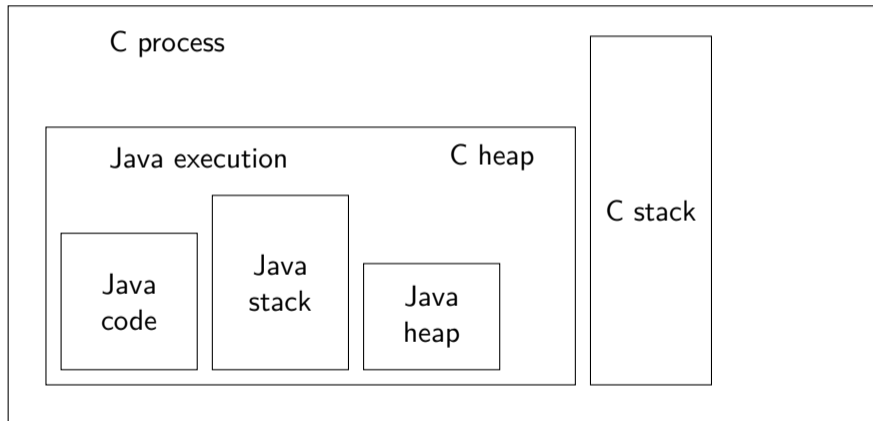 C process
Java execution
C heap
Java
code
Java
stack
Java
heap
C stack